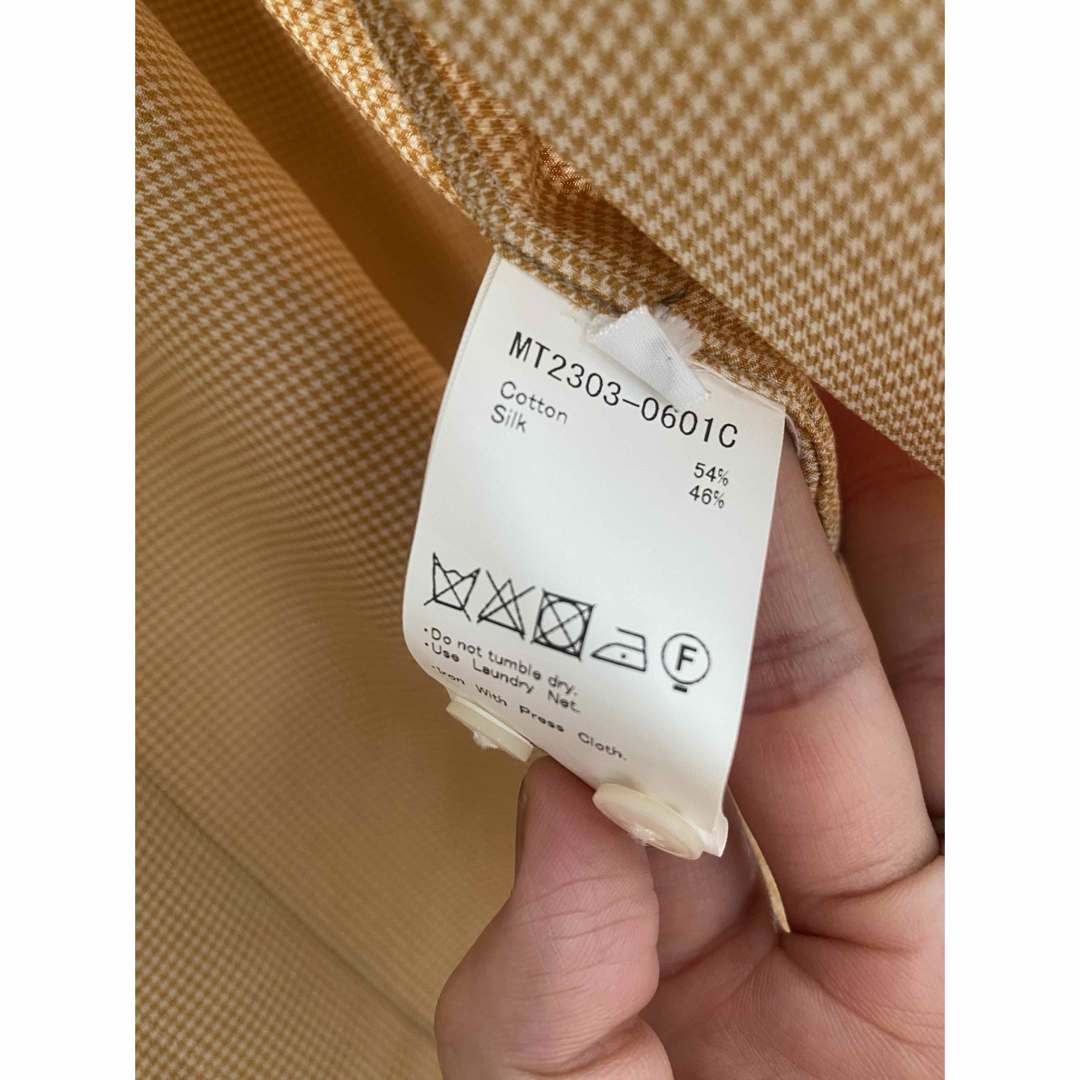 MT2303-0601C
Cotton 54%
Silk 46%
F
·Do not tumble dry.
·Use Laundry Net.
·Iron With Press Cloth.